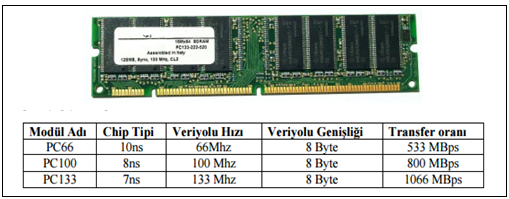 16Mx64 SDRAM
PC133-222-520
Assembled in Italy
128MB, Sync, 133 MHz, CL2
Modül Adı Chip Tipi Veriyolu Hızı Veriyolu Genişliği Transfer oranı
PC66 10ns 66Mhz 8 Byte 533 MBps
PC100 8ns 100 Mhz 8 Byte 800 MBps
PC133 7ns 133 Mhz 8 Byte 1066 MBps